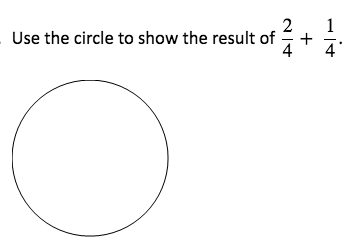 . Use the circle to show the result of 2/4 + 1/4.